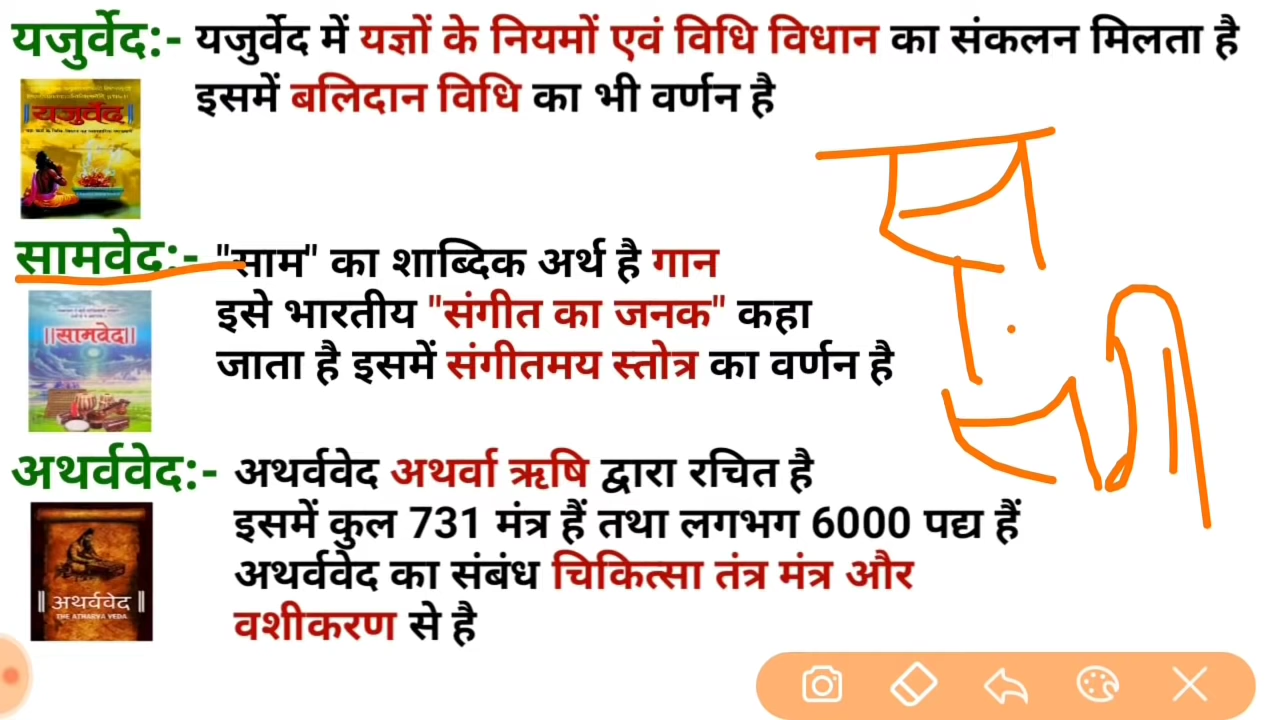 यजुर्वेद:- यजुर्वेद में यज्ञों के नियमों एवं विधि विधान का संकलन मिलता है
इसमें बलिदान विधि का भी वर्णन है
यजुर्वेद
सामवेद:- "साम" का शाब्दिक अर्थ है गान
इसे भारतीय "संगीत का जनक" कहा
जाता है इसमें संगीतमय स्तोत्र का वर्णन है
||सामवेद||
अथर्ववेद:- अथर्ववेद अथर्वा ऋषि द्वारा रचित है
इसमें कुल 731 मंत्र हैं तथा लगभग 6000 पद्य हैं
अथर्ववेद का संबंध चिकित्सा तंत्र मंत्र और
वशीकरण से है
|| अथर्ववेद ||
THE ATHARVA VEDA